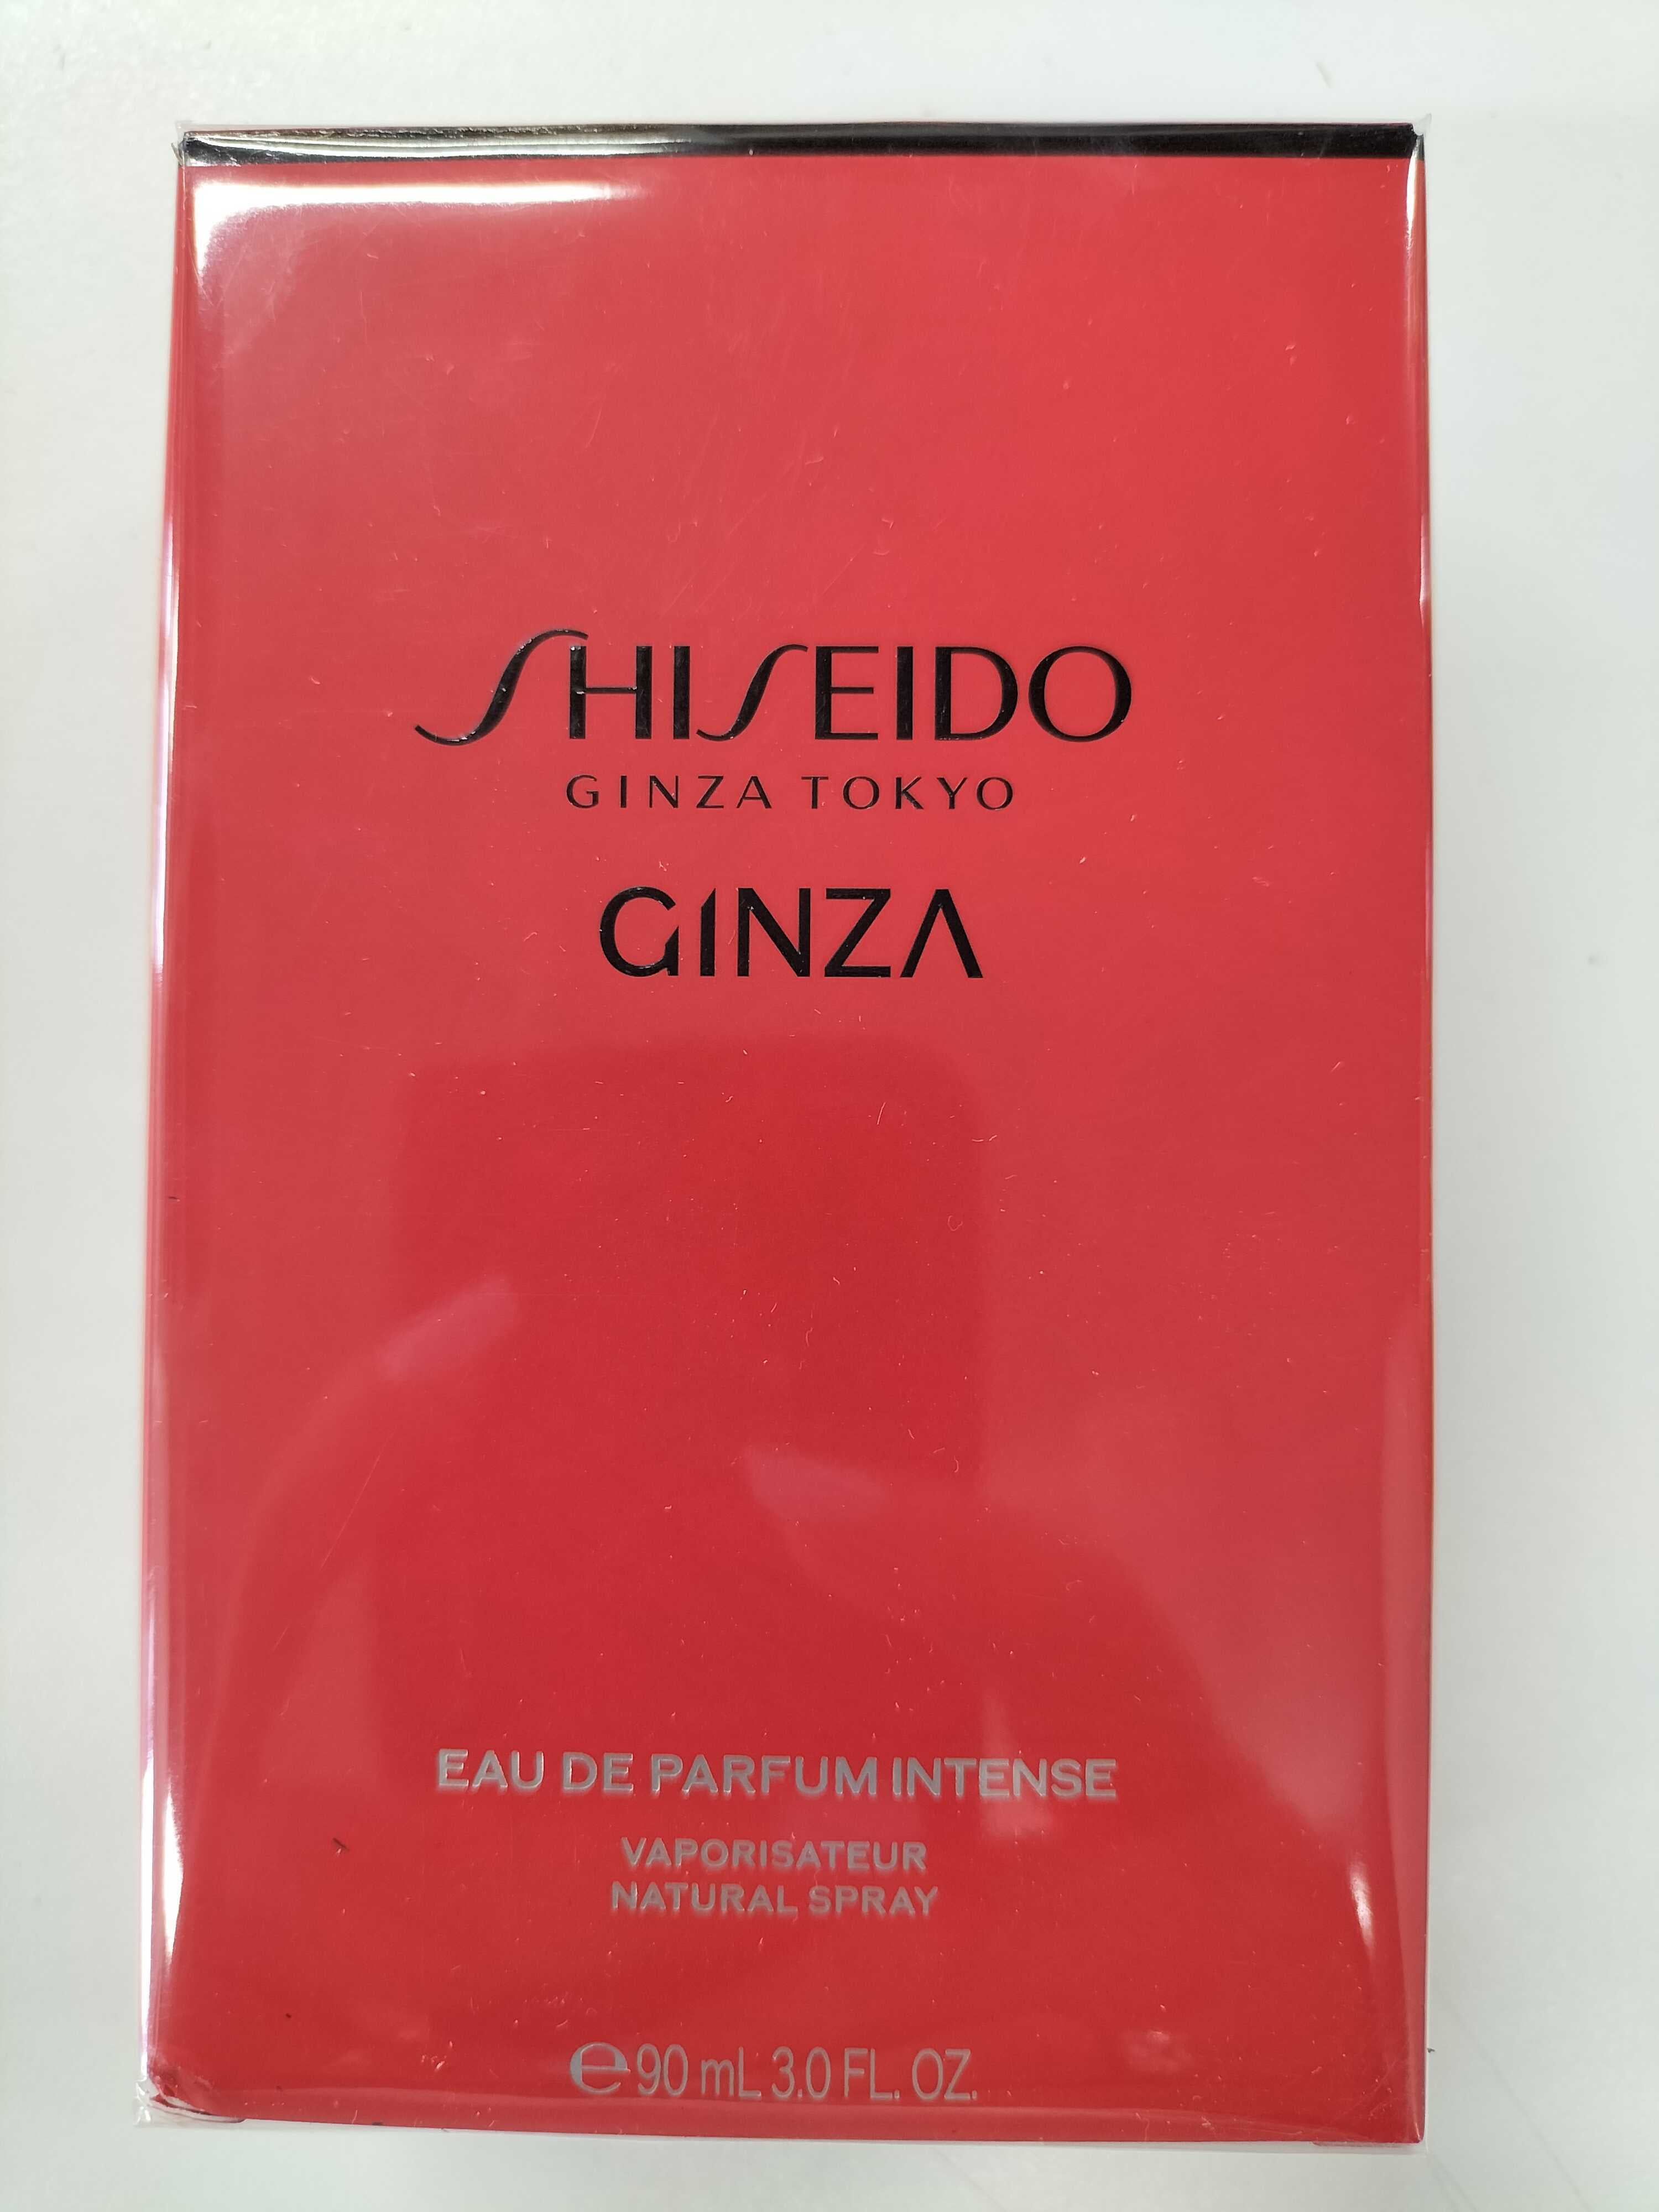 SHISEIDO
GINZA TOKYO
GINZA
EAU DE PARFUM INTENSE
VAPORISATEUR
NATURAL SPRAY
℮ 90 mL 3.0 FL. OZ.